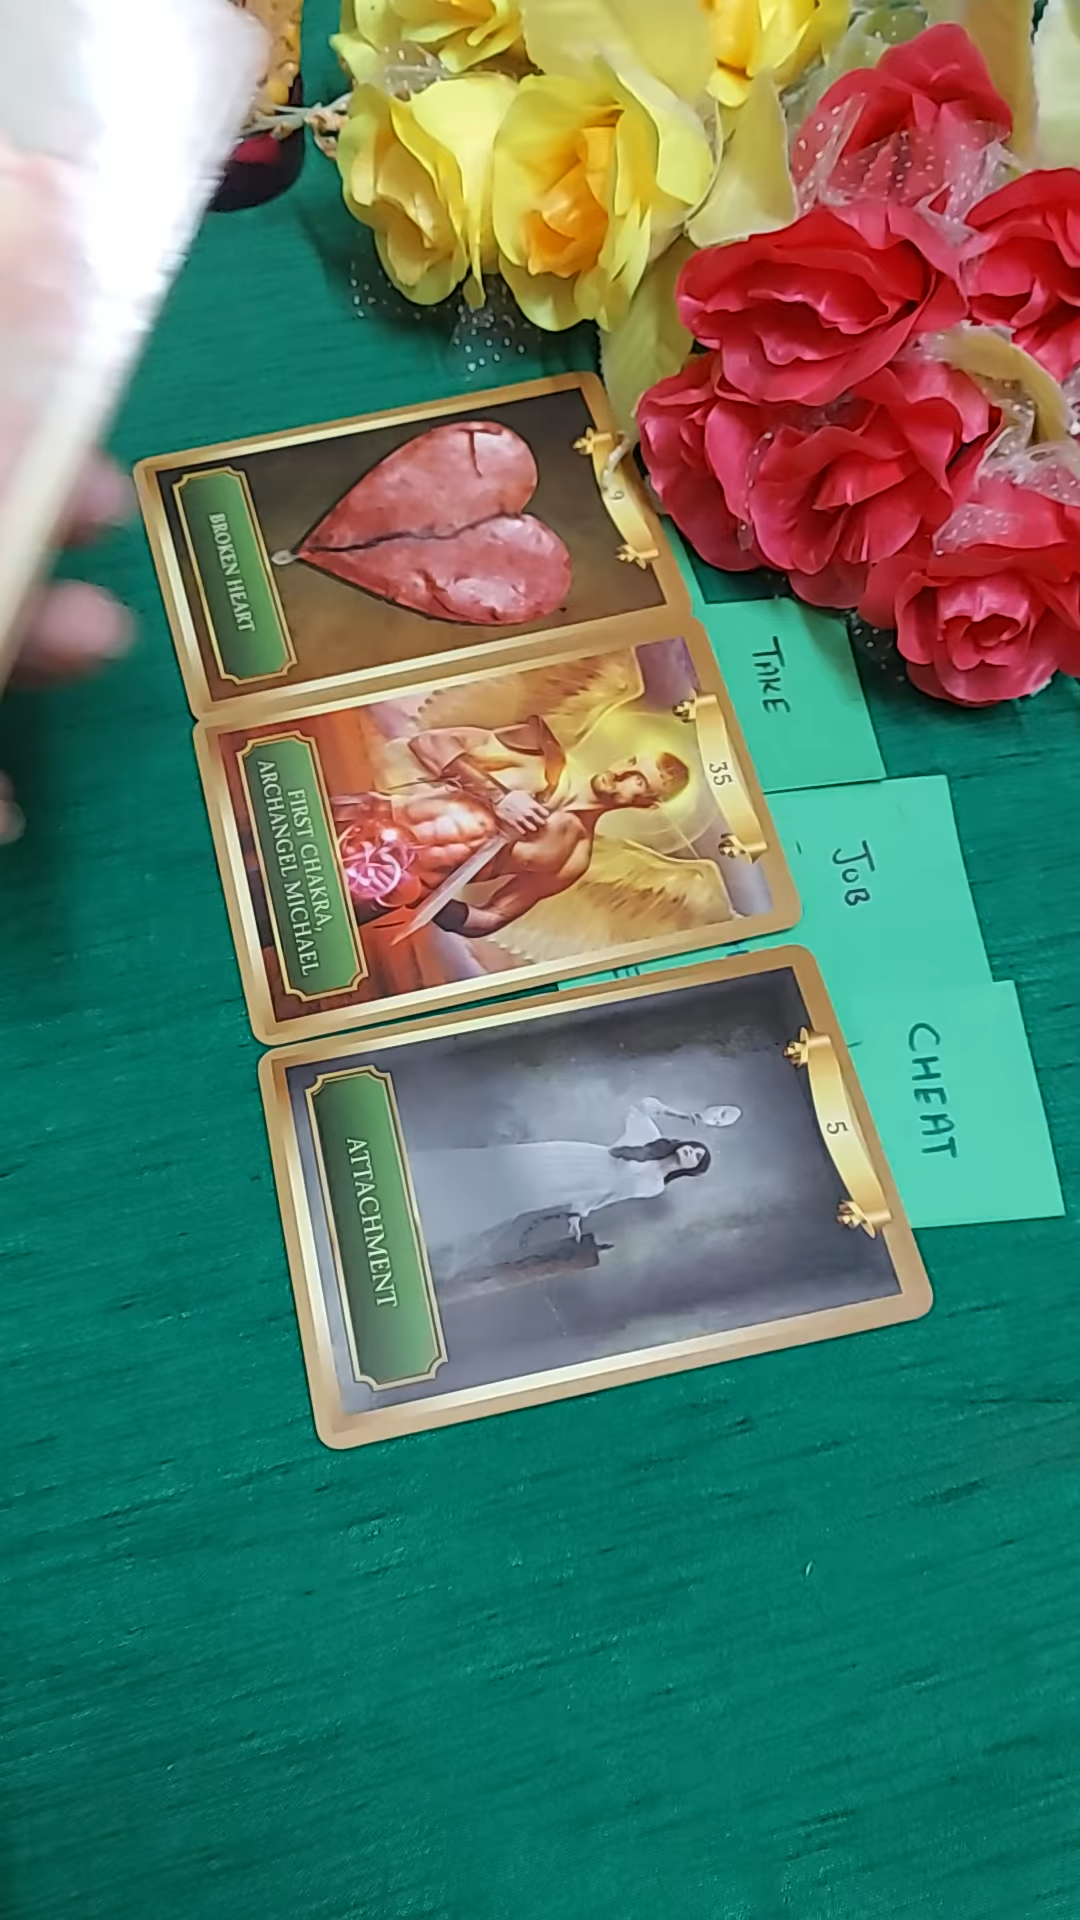 9
BROKEN HEART
TAKE
35
FIRST CHAKRA,
ARCHANGEL MICHAEL
JOB
5
ATTACHMENT
CHEAT